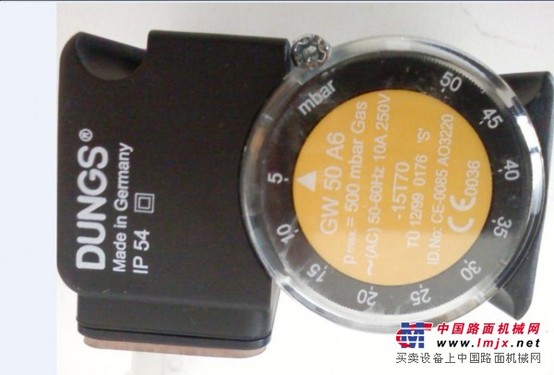 DUNGS®
Made in Germany
IP 54
mbar
5
10
15
20
25
30
35
40
45
50
GW 50 A6
pmax = 500 mbar Gas
~(AC) 50-60Hz 10A 250V
-15T70
TÜ 12/99 0176 'S'
ID.No: CE-0085 AO3220
CE 0036
中国路面机械网
www.lmjx.net
买卖设备上中国路面机械网